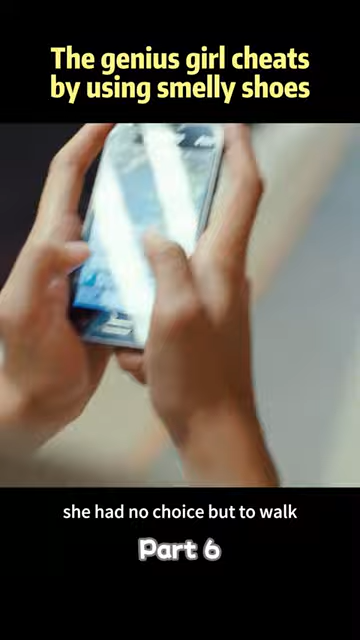 The genius girl cheats
by using smelly shoes
she had no choice but to walk
Part 6